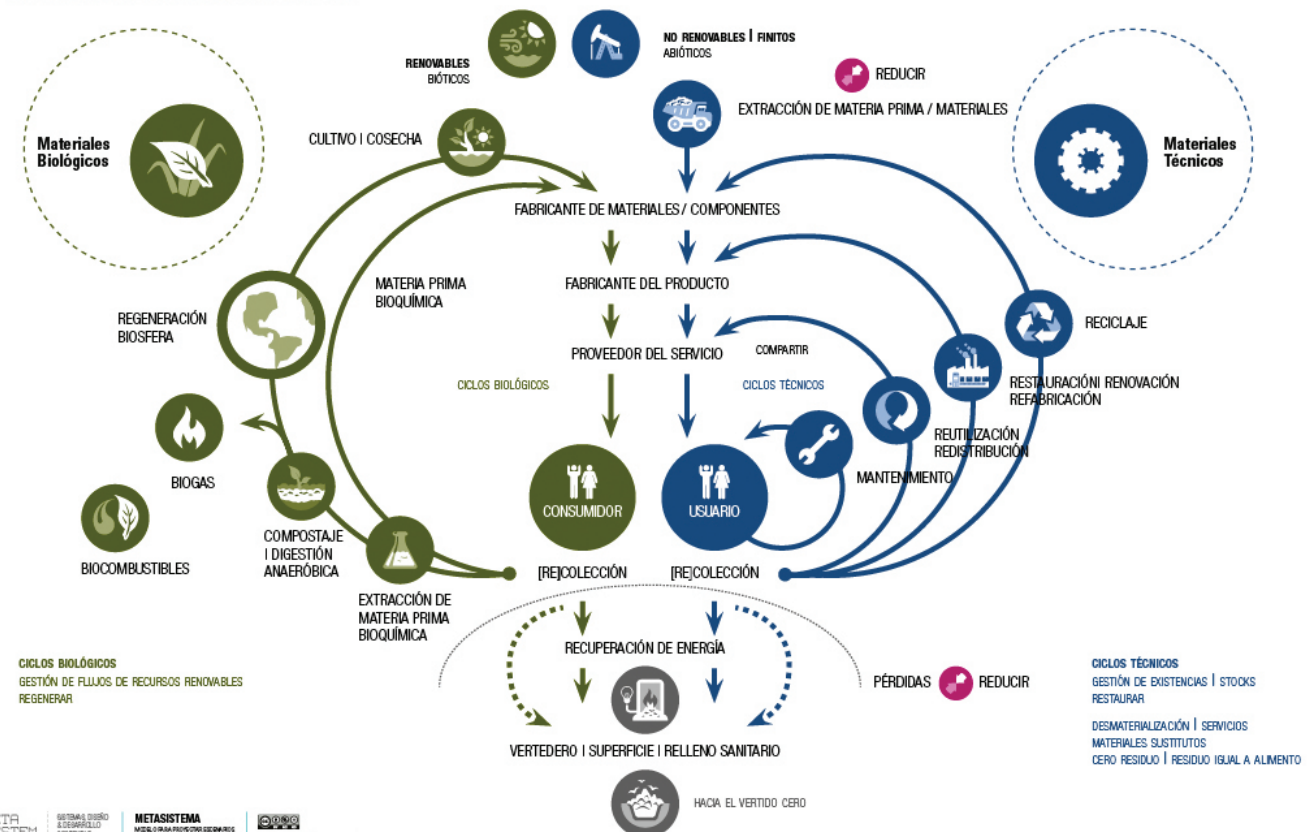 RENOVABLES
BIÓTICOS
NO RENOVABLES | FINITOS
ABIÓTICOS
REDUCIR
EXTRACCIÓN DE MATERIA PRIMA / MATERIALES
Materiales
Biológicos
CULTIVO | COSECHA
Materiales
Técnicos
FABRICANTE DE MATERIALES / COMPONENTES
MATERIA PRIMA
BIOQUÍMICA
FABRICANTE DEL PRODUCTO
REGENERACIÓN
BIOSFERA
RECICLAJE
PROVEEDOR DEL SERVICIO
COMPARTIR
CICLOS BIOLÓGICOS
CICLOS TÉCNICOS
RESTAURACIÓNI RENOVACIÓN
REFABRICACIÓN
REUTILIZACIÓN
REDISTRIBUCIÓN
MANTENIMIENTO
BIOGAS
CONSUMIDOR
USUARIO
COMPOSTAJE
| DIGESTIÓN
ANAERÓBICA
BIOCOMBUSTIBLES
[RE]COLECCIÓN
[RE]COLECCIÓN
EXTRACCIÓN DE
MATERIA PRIMA
BIOQUÍMICA
RECUPERACIÓN DE ENERGÍA
CICLOS BIOLÓGICOS
GESTIÓN DE FLUJOS DE RECURSOS RENOVABLES
REGENERAR
PÉRDIDAS
REDUCIR
CICLOS TÉCNICOS
GESTIÓN DE EXISTENCIAS | STOCKS
RESTAURAR
DESMATERIALIZACIÓN | SERVICIOS
MATERIALES SUSTITUTOS
CERO RESIDUO | RESIDUO IGUAL A ALIMENTO
VERTEDERO | SUPERFICIE | RELLENO SANITARIO
HACIA EL VERTIDO CERO
METASISTEMA